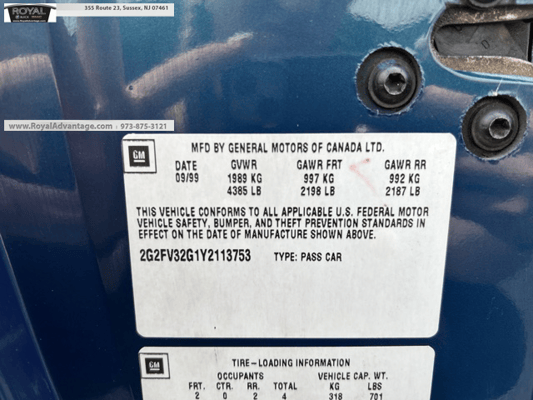 ROYAL
355 Route 23, Sussex, NJ 07461
www.RoyalAdvantage.com 973-875-3121
GM MFD BY GENERAL MOTORS OF CANADA LTD.
DATE GVWR GAWR FRT GAWR RR
09/99 1989 KG 997 KG 992 KG
4385 LB 2198 LB 2187 LB
THIS VEHICLE CONFORMS TO ALL APPLICABLE U.S. FEDERAL MOTOR
VEHICLE SAFETY, BUMPER, AND THEFT PREVENTION STANDARDS IN
EFFECT ON THE DATE OF MANUFACTURE SHOWN ABOVE.
2G2FV32G1Y2113753 TYPE: PASS CAR
GM TIRE-LOADING INFORMATION
OCCUPANTS VEHICLE CAP. WT.
FRT. CTR. RR. TOTAL KG LBS
2 0 2 4 318 701